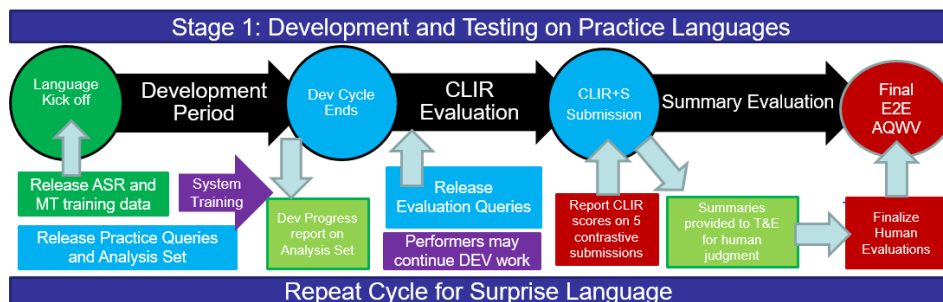 Stage 1: Development and Testing on Practice Languages
Language
Kick off
Development
Period
Dev Cycle
Ends
CLIR
Evaluation
CLIR+S
Submission
Summary Evaluation
Final
E2E
AQWV
Release ASR and
MT training data
System
Training
Release Practice Queries
and Analysis Set
Dev Progress
report on
Analysis Set
Release
Evaluation Queries
Performers may
continue DEV work
Report CLIR
scores on 5
contrastive
submissions
Summaries
provided to T&E
for human
judgment
Finalize
Human
Evaluations
Repeat Cycle for Surprise Language